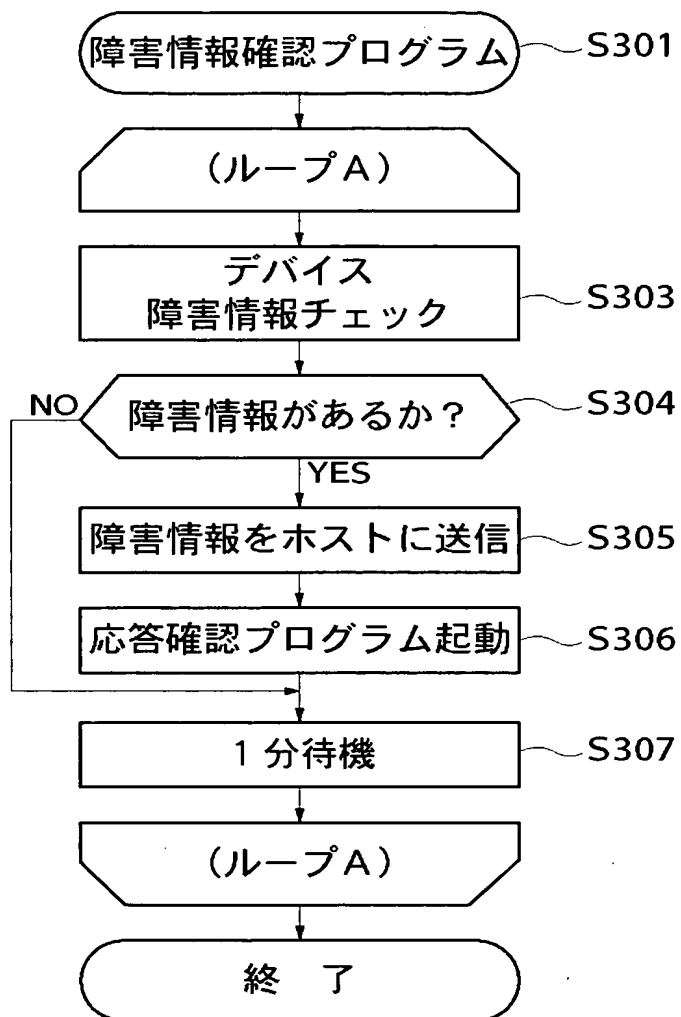 障害情報確認プログラム S301
(ループA)
デバイス
障害情報チェック S303
障害情報があるか? S304
NO
YES
障害情報をホストに送信 S305
応答確認プログラム起動 S306
1分待機 S307
(ループA)
終 了